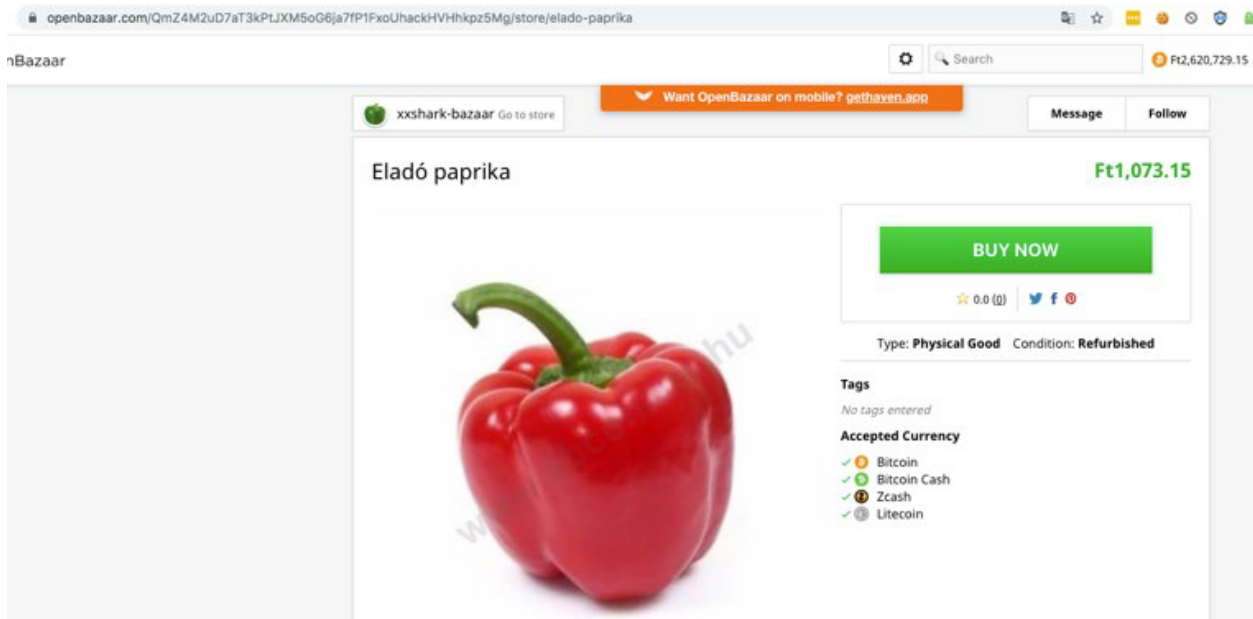 openbazaar.com/QmZ4M2uD7aT3kPtJXM5oG6ja7fP1FxoUhackHVHhkpz5Mg/store/elado-paprika
nBazaar
Search
Ft2,620,729.15
Want OpenBazaar on mobile? gethaven.app
xxshark-bazaar Go to store
Message
Follow
Eladó paprika
Ft1,073.15
BUY NOW
0.0 (0)
Type: Physical Good Condition: Refurbished
Tags
No tags entered
Accepted Currency
Bitcoin
Bitcoin Cash
Zcash
Litecoin